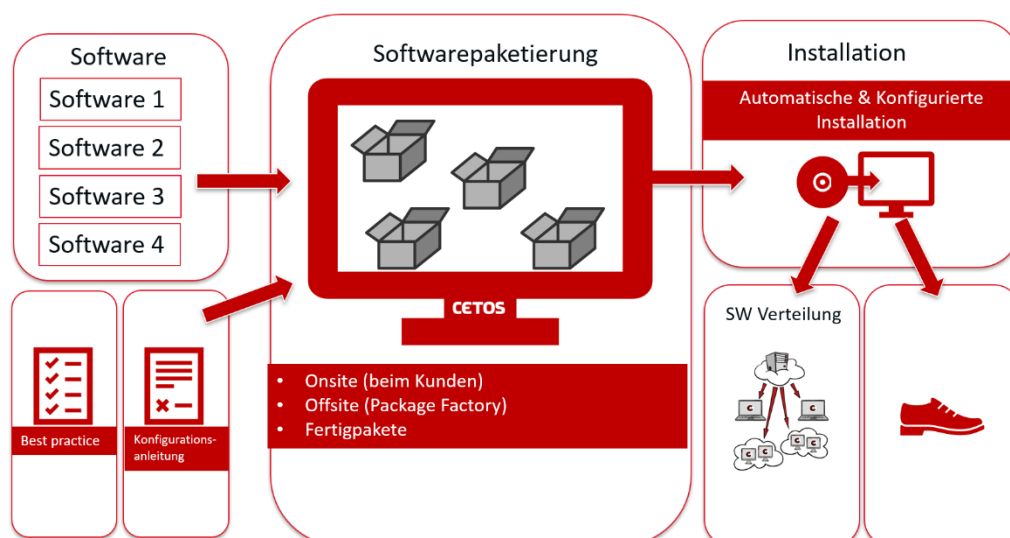 Software
Software 1
Software 2
Software 3
Software 4
Best practice
Konfigurations-
anleitung
Softwarepaketierung
CETOS
• Onsite (beim Kunden)
• Offsite (Package Factory)
• Fertigpakete
Installation
Automatische & Konfigurierte
Installation
SW Verteilung